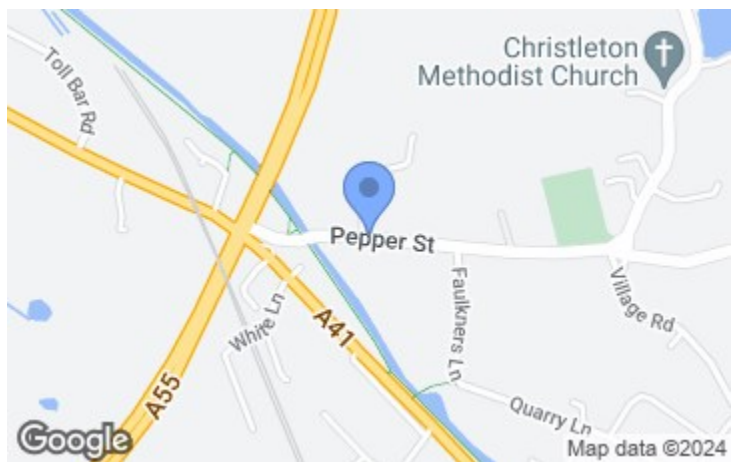 Christleton
Methodist Church
Toll Bar Rd
Pepper St
Faulkners Ln
Village Rd
White Ln
A41
A55
Quarry Ln
Google
Map data ©2024